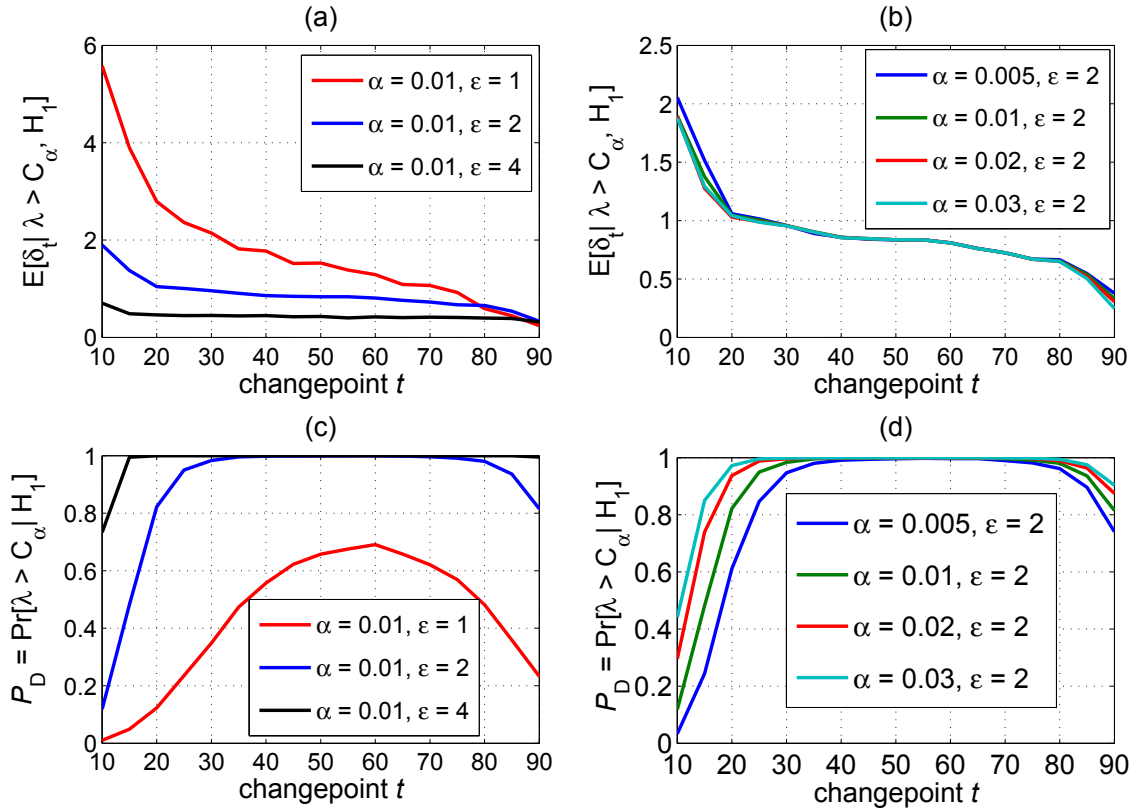 (a)
E[δt| λ > Cα, H1]
6
4
2
0
α = 0.01, ε = 1
α = 0.01, ε = 2
α = 0.01, ε = 4
10 20 30 40 50 60 70 80 90
changepoint t
(b)
E[δt| λ > Cα, H1]
2.5
2
1.5
1
0.5
0
α = 0.005, ε = 2
α = 0.01, ε = 2
α = 0.02, ε = 2
α = 0.03, ε = 2
10 20 30 40 50 60 70 80 90
changepoint t
(c)
PD = Pr[λ > Cα| H1]
1
0.8
0.6
0.4
0.2
0
α = 0.01, ε = 1
α = 0.01, ε = 2
α = 0.01, ε = 4
10 20 30 40 50 60 70 80 90
changepoint t
(d)
PD = Pr[λ > Cα| H1]
1
0.8
0.6
0.4
0.2
0
α = 0.005, ε = 2
α = 0.01, ε = 2
α = 0.02, ε = 2
α = 0.03, ε = 2
10 20 30 40 50 60 70 80 90
changepoint t